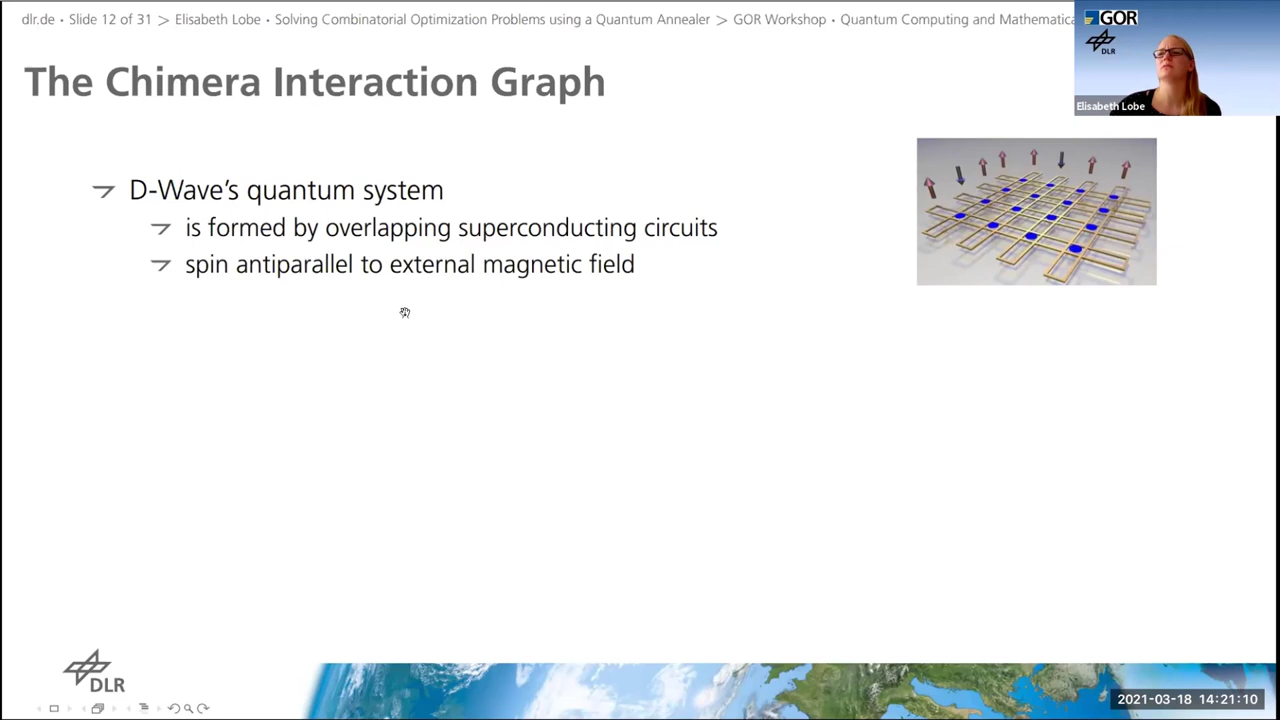 dlr.de · Slide 12 of 31 > Elisabeth Lobe · Solving Combinatorial Optimization Problems using a Quantum Annealer > GOR Workshop · Quantum Computing and Mathematica
GOR
DLR
Elisabeth Lobe
The Chimera Interaction Graph
D-Wave's quantum system
is formed by overlapping superconducting circuits
spin antiparallel to external magnetic field
DLR
2021-03-18 14:21:10